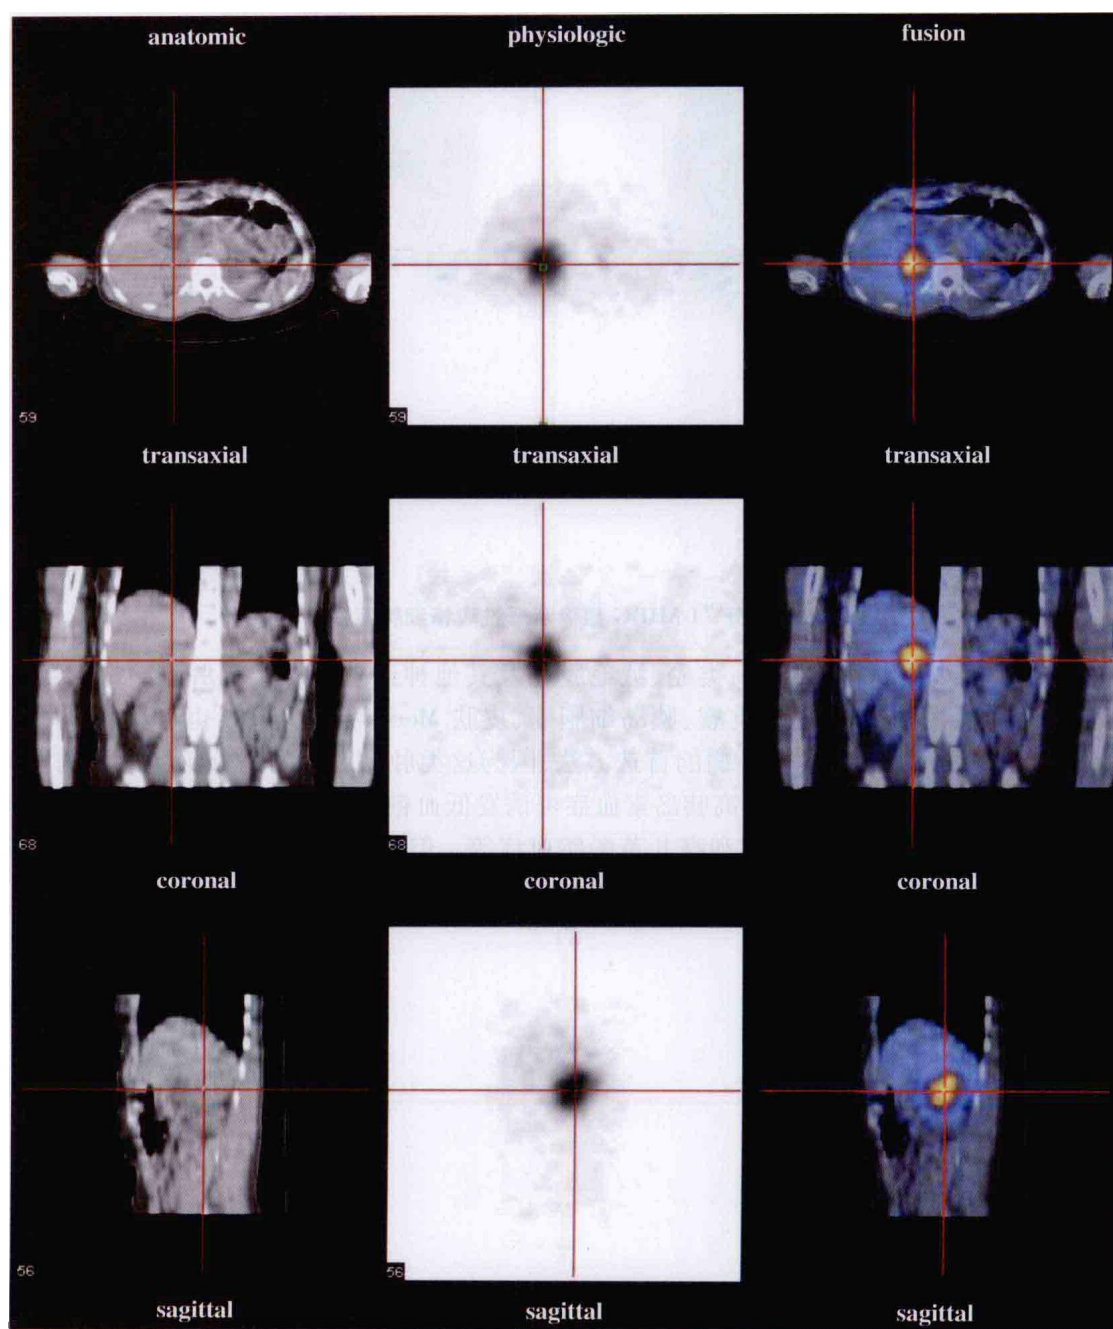 anatomic physiologic fusion
59 59
transaxial transaxial transaxial
68 68
coronal coronal coronal
56 56
sagittal sagittal sagittal